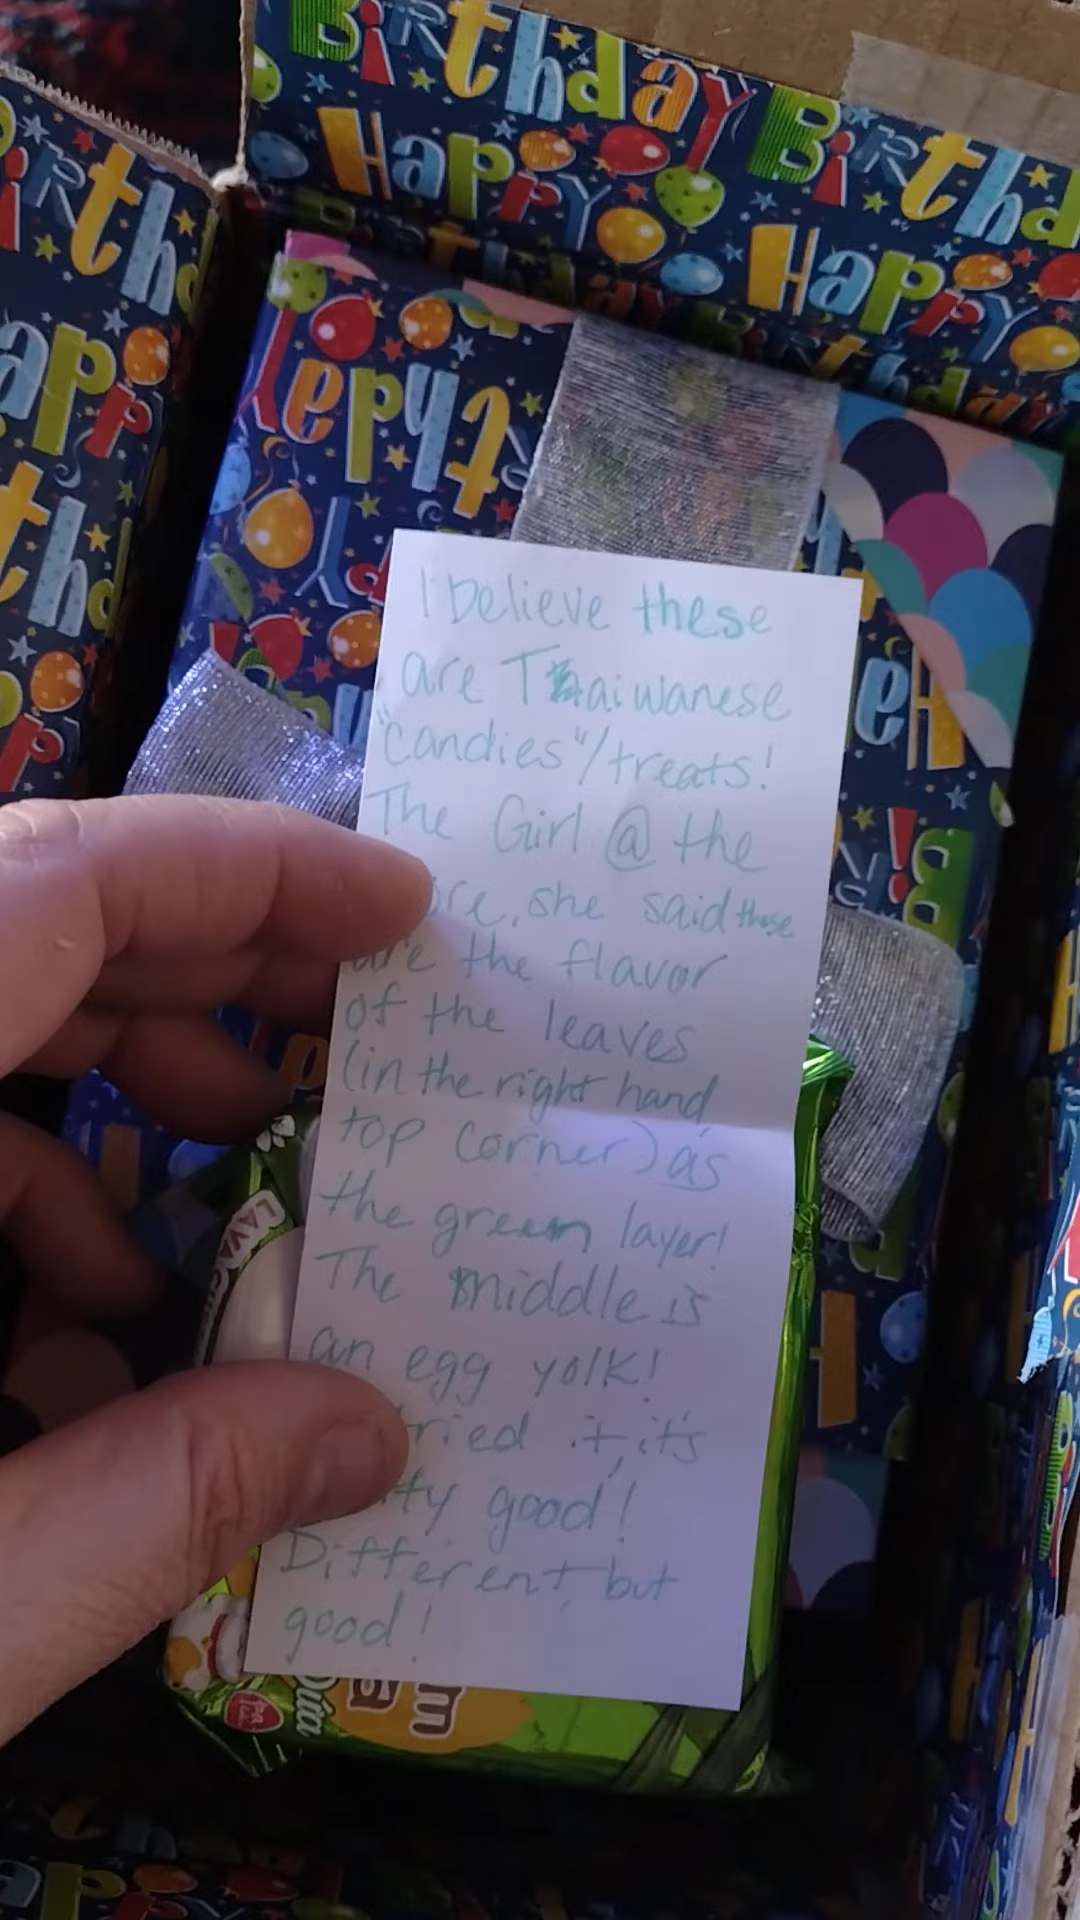 Birthday Birthday
Happy Happy
I believe these
are Taiwanese
"candies"/treats!
The Girl @ the
she said these
are the flavor
of the leaves
(in the right hand
top corner) as
the green layer!
The middle is
an egg yolk!
tried it, it's
good!
Different, but
good!
LAVA